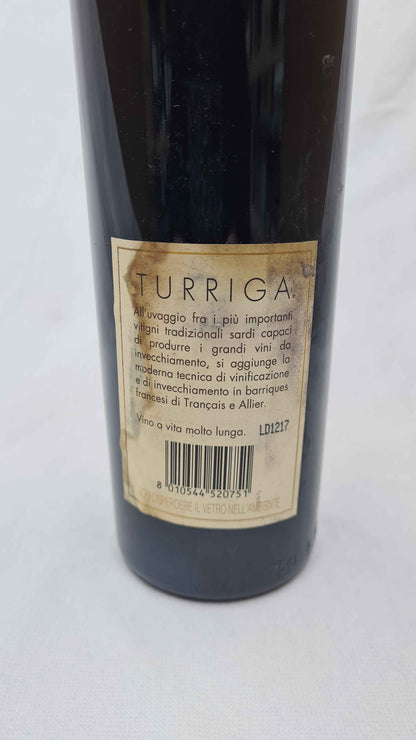 TURRIGA
All'uvaggio fra i più importanti
vitigni tradizionali sardi capaci
di produrre i grandi vini da
invecchiamento, si aggiunge la
moderna tecnica di vinificazione
e di invecchiamento in barriques
francesi di Trançais e Allier.
Vino a vita molto lunga. LD1217
8 010544 520751
DISPERDERE IL VETRO NELL'AMBIENTE